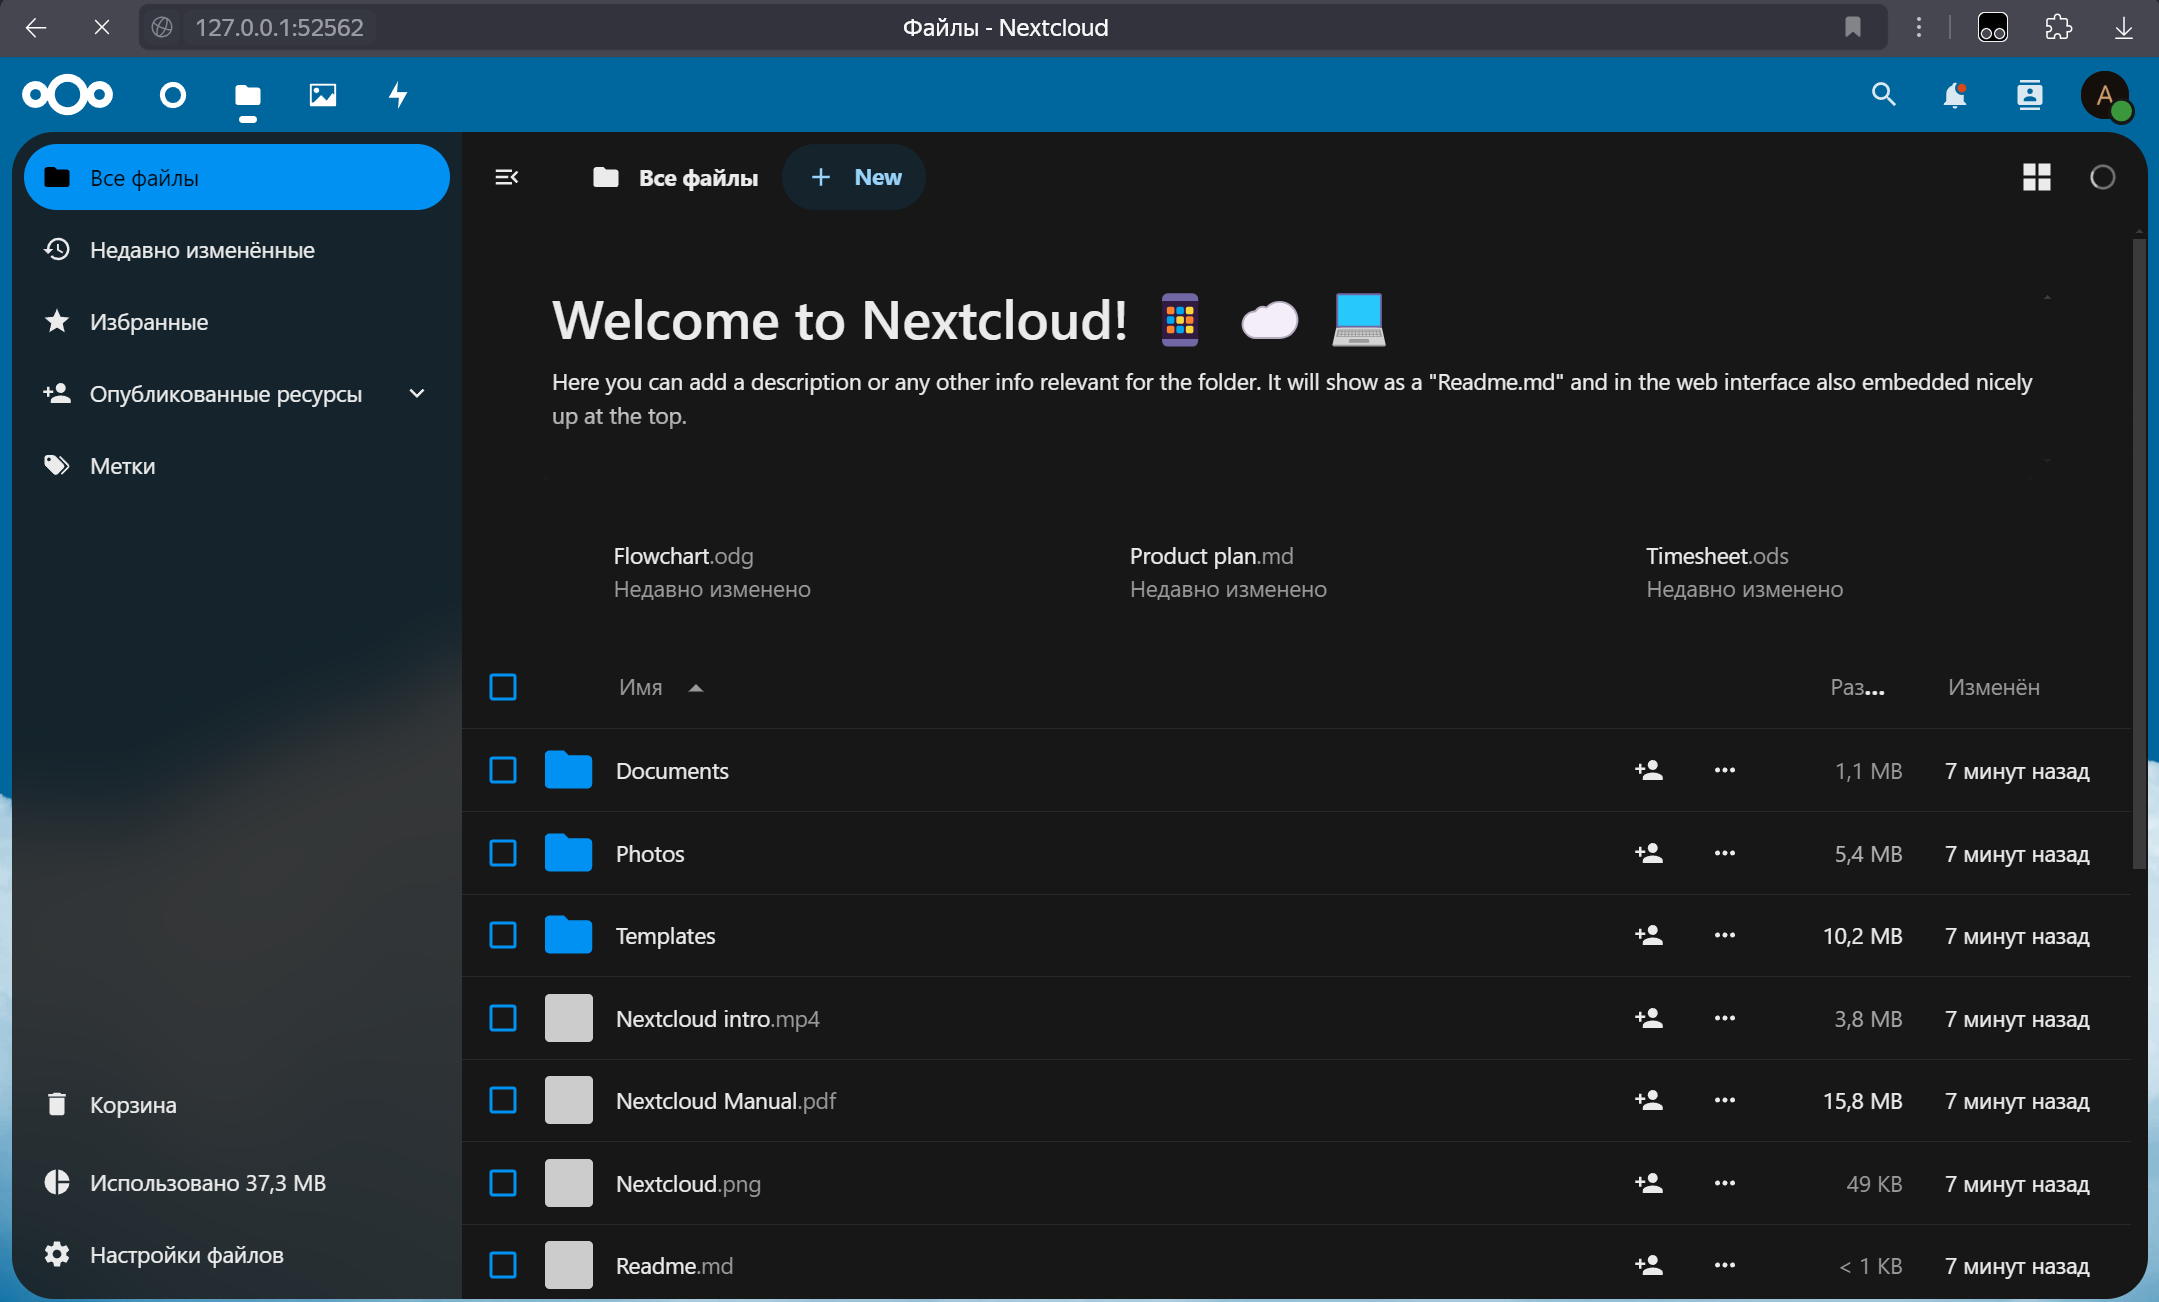 127.0.0.1:52562
Файлы - Nextcloud
A
Все файлы
Недавно изменённые
Избранные
Опубликованные ресурсы
Метки
Корзина
Использовано 37,3 MB
Настройки файлов
Все файлы
+ New
Welcome to Nextcloud!
Here you can add a description or any other info relevant for the folder. It will show as a "Readme.md" and in the web interface also embedded nicely
up at the top.
Flowchart.odg
Недавно изменено
Product plan.md
Недавно изменено
Timesheet.ods
Недавно изменено
Имя Раз... Изменён
Documents 1,1 MB 7 минут назад
Photos 5,4 MB 7 минут назад
Templates 10,2 MB 7 минут назад
Nextcloud intro.mp4 3,8 MB 7 минут назад
Nextcloud Manual.pdf 15,8 MB 7 минут назад
Nextcloud.png 49 KB 7 минут назад
Readme.md < 1 KB 7 минут назад